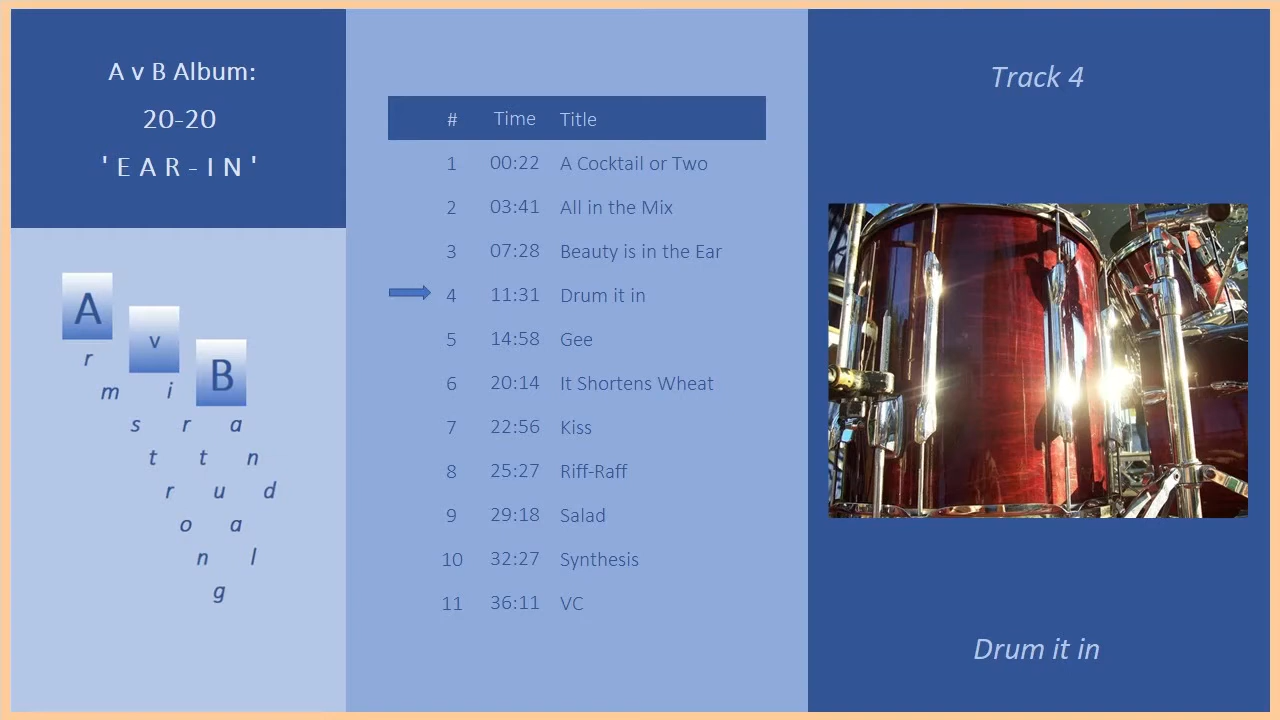 A v B Album:
20-20
'EAR-IN'
A
v
B
r
m i
s r a
t t n
r u d
o a
n l
g
# Time Title
1 00:22 A Cocktail or Two
2 03:41 All in the Mix
3 07:28 Beauty is in the Ear
4 11:31 Drum it in
5 14:58 Gee
6 20:14 It Shortens Wheat
7 22:56 Kiss
8 25:27 Riff-Raff
9 29:18 Salad
10 32:27 Synthesis
11 36:11 VC
Track 4
Drum it in